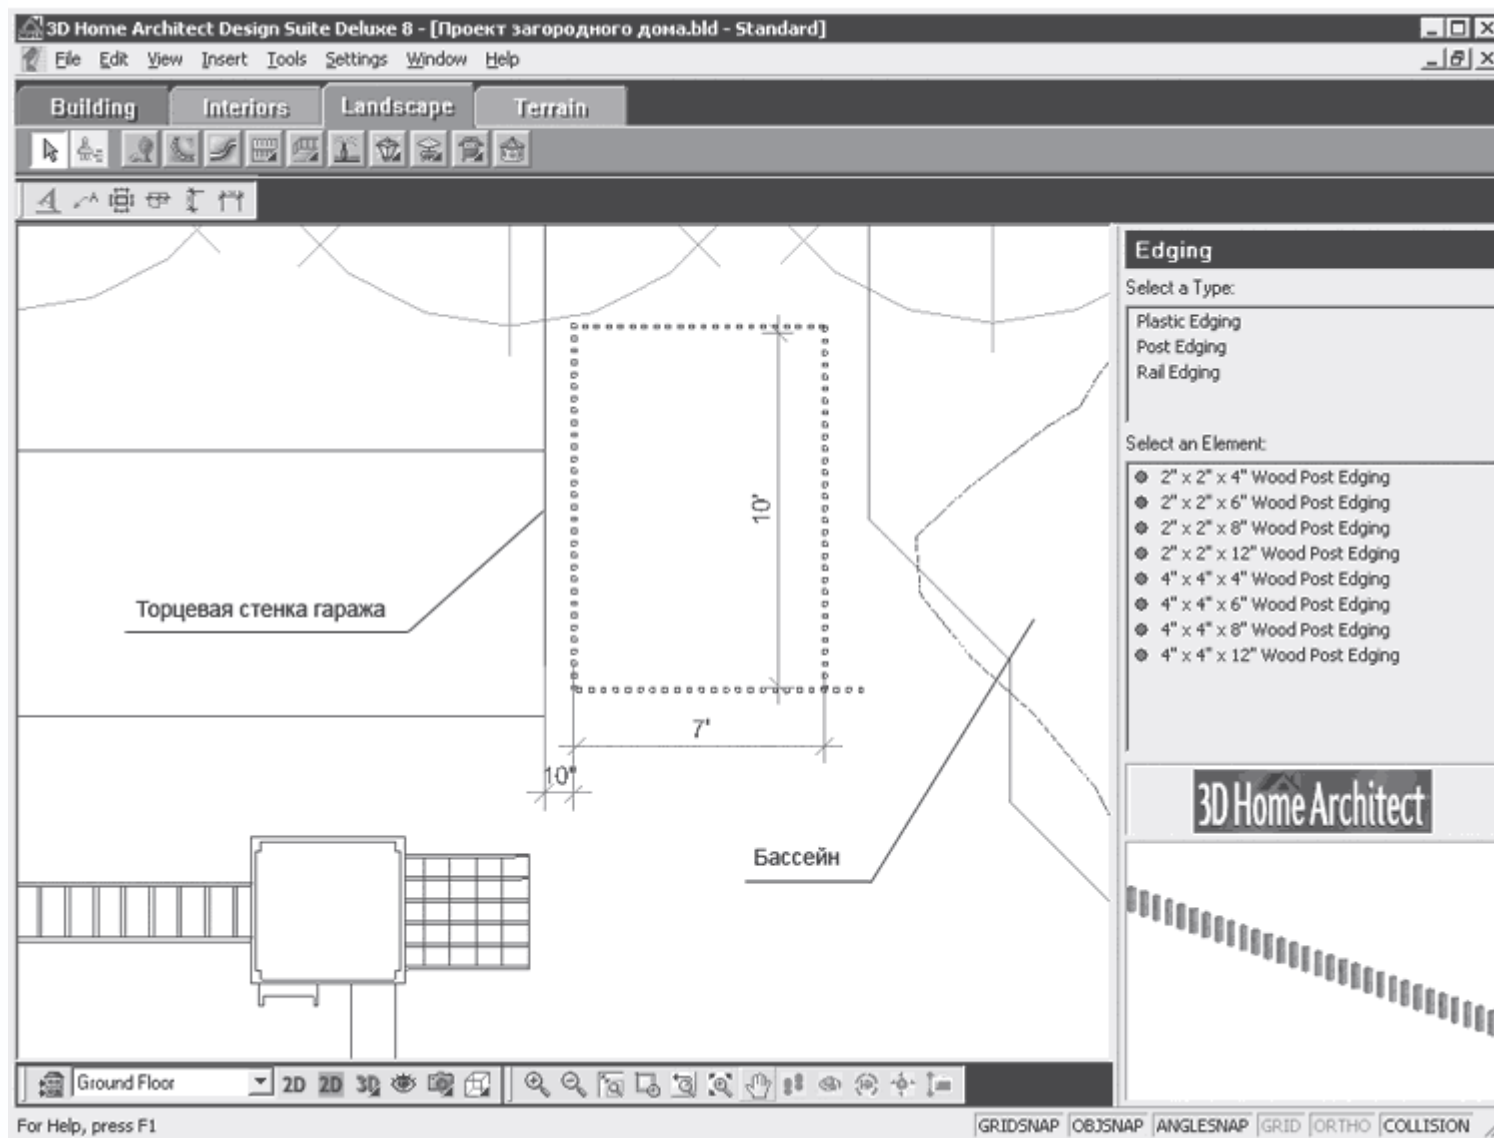 3D Home Architect Design Suite Deluxe 8 - [Проект загородного дома.bld - Standard]
File Edit View Insert Tools Settings Window Help
Building Interiors Landscape Terrain
Edging
Select a Type:
Plastic Edging
Post Edging
Rail Edging
Select an Element:
2" x 2" x 4" Wood Post Edging
2" x 2" x 6" Wood Post Edging
2" x 2" x 8" Wood Post Edging
2" x 2" x 12" Wood Post Edging
4" x 4" x 4" Wood Post Edging
4" x 4" x 6" Wood Post Edging
4" x 4" x 8" Wood Post Edging
4" x 4" x 12" Wood Post Edging
10'
Торцевая стенка гаража
7'
10"
Бассейн
3D Home Architect
Ground Floor 2D 2D 3D
For Help, press F1 GRIDSNAP OBJSNAP ANGLESNAP GRID ORTHO COLLISION